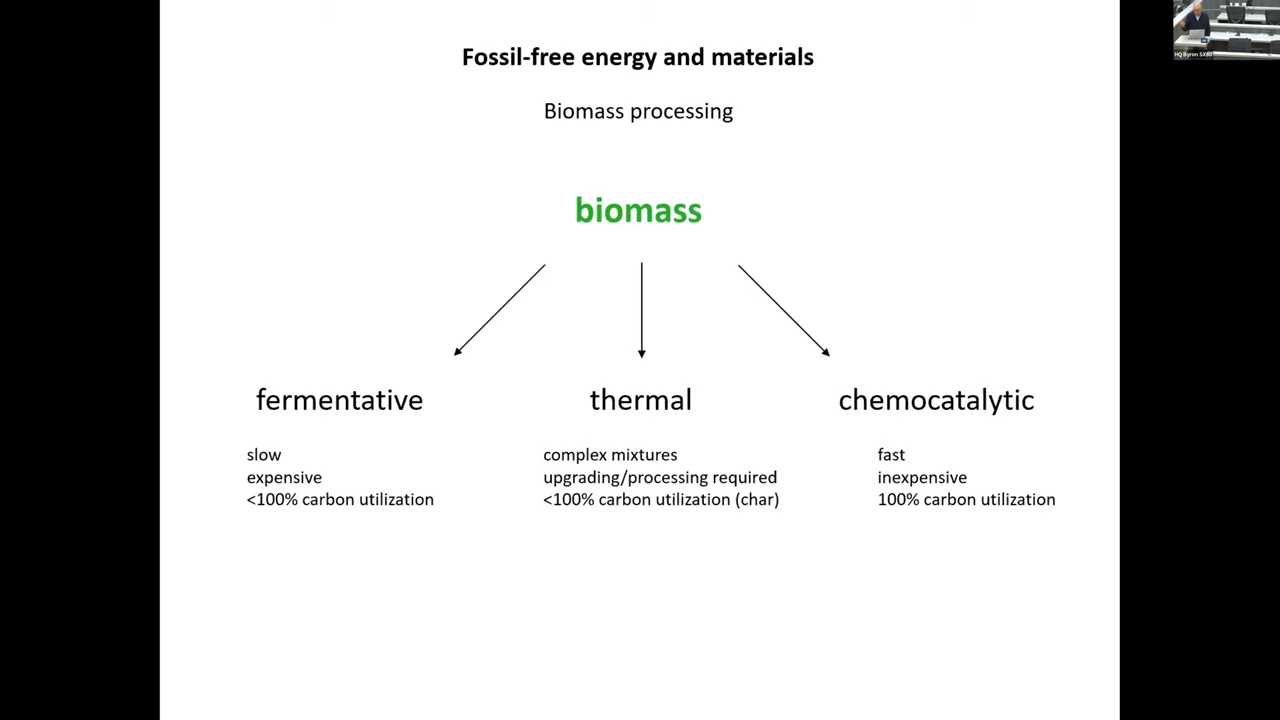 Fossil-free energy and materials
Biomass processing
biomass
fermentative
slow
expensive
<100% carbon utilization
thermal
complex mixtures
upgrading/processing required
<100% carbon utilization (char)
chemocatalytic
fast
inexpensive
100% carbon utilization